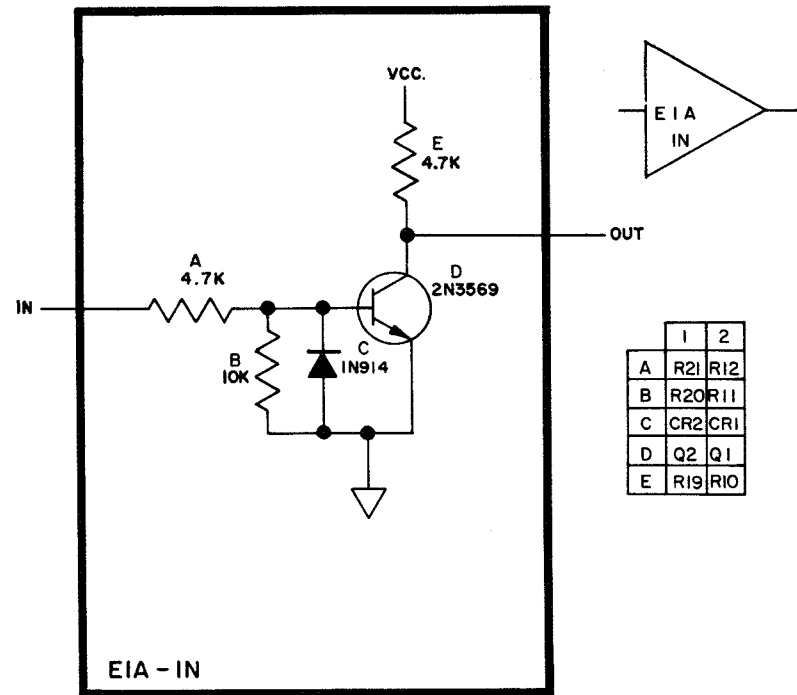 VCC.
E
4.7K
EIA
IN
OUT
A
4.7K
D
2N3569
IN
B
10K
C
1N914
1 2
A R21 R12
B R20 R11
C CR2 CR1
D Q2 Q1
E R19 R10
EIA-IN